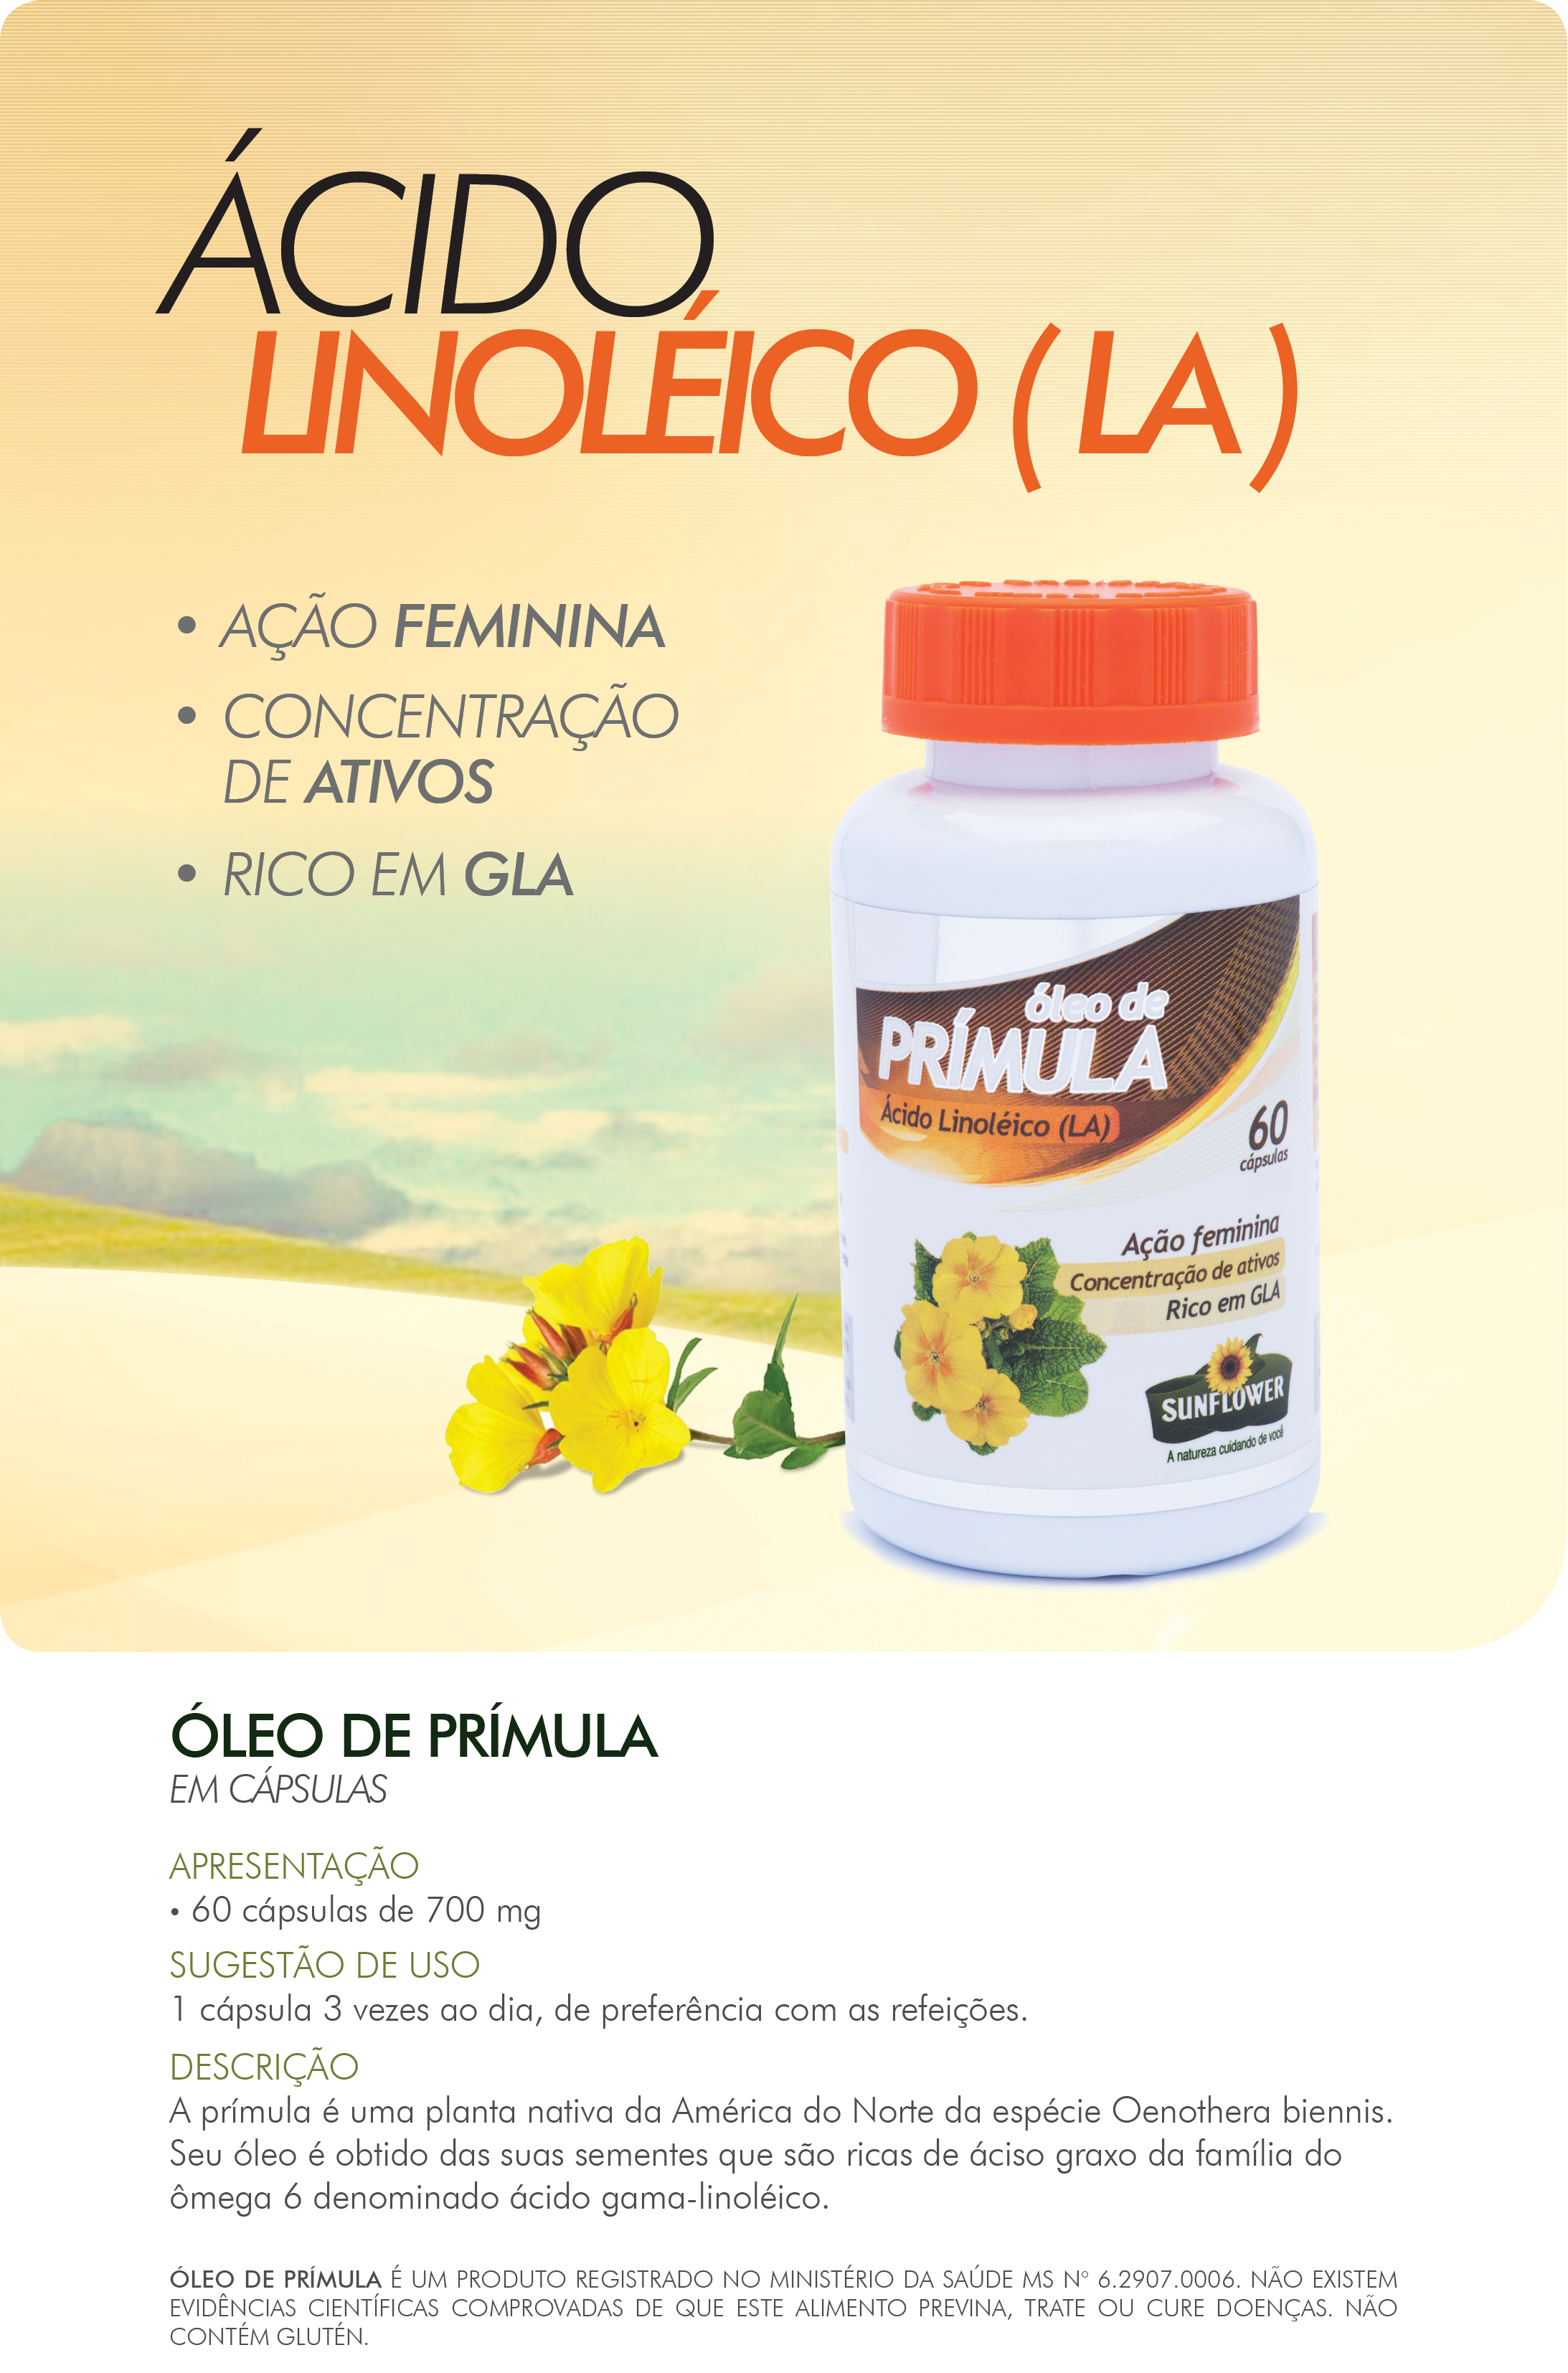 ÁCIDO
LINOLÉICO ( LA )
• AÇÃO FEMININA
• CONCENTRAÇÃO
DE ATIVOS
• RICO EM GLA
óleo de
PRÍMULA
Ácido Linoléico (LA)
60
cápsulas
Ação feminina
Concentração de ativos
Rico em GLA
SUNFLOWER
A natureza cuidando de você
ÓLEO DE PRÍMULA
EM CÁPSULAS
APRESENTAÇÃO
• 60 cápsulas de 700 mg
SUGESTÃO DE USO
1 cápsula 3 vezes ao dia, de preferência com as refeições.
DESCRIÇÃO
A prímula é uma planta nativa da América do Norte da espécie Oenothera biennis.
Seu óleo é obtido das suas sementes que são ricas de áciso graxo da família do
ômega 6 denominado ácido gama-linoléico.
ÓLEO DE PRÍMULA É UM PRODUTO REGISTRADO NO MINISTÉRIO DA SAÚDE MS Nº 6.2907.0006. NÃO EXISTEM
EVIDÊNCIAS CIENTÍFICAS COMPROVADAS DE QUE ESTE ALIMENTO PREVINA, TRATE OU CURE DOENÇAS. NÃO
CONTÉM GLUTÉN.